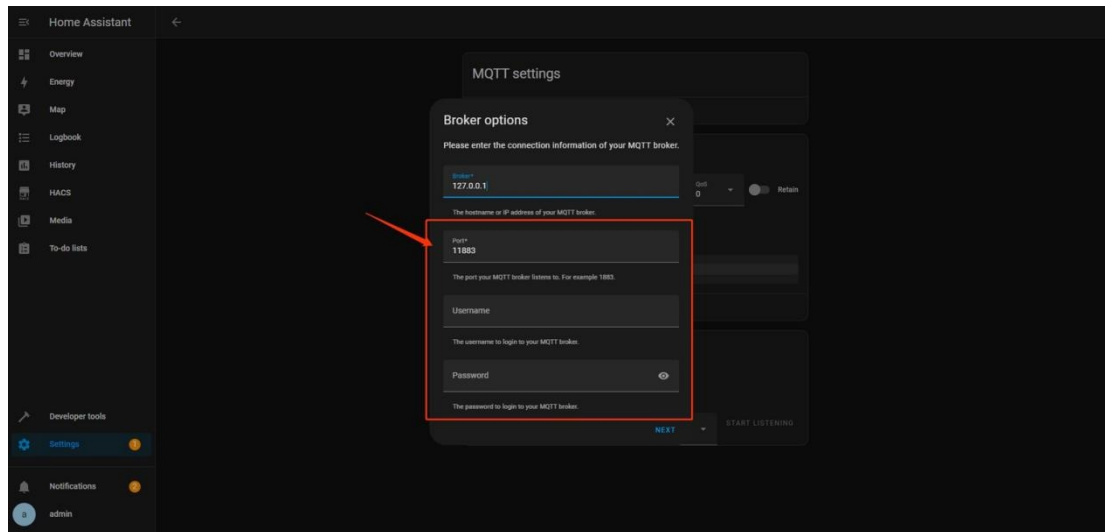 Home Assistant
Overview
Energy
Map
Logbook
History
HACS
Media
To-do lists
Developer tools
Settings
1
Notifications
2
a
admin
MQTT settings
Broker options
Please enter the connection information of your MQTT broker.
Broker*
127.0.0.1
The hostname or IP address of your MQTT broker.
Port*
11883
The port your MQTT broker listens to. For example 1883.
Username
The username to login to your MQTT broker.
Password
The password to login to your MQTT broker.
NEXT
QoS
0
Retain
START LISTENING